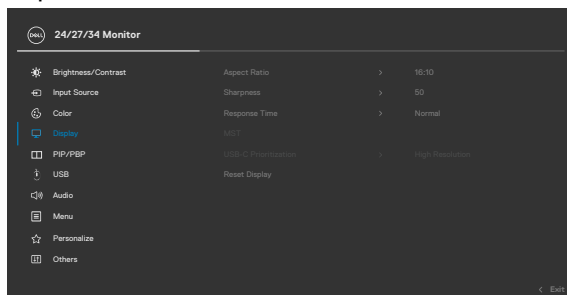 DELL 24/27/34 Monitor
Brightness/Contrast Aspect Ratio > 16:10
Input Source Sharpness > 50
Color Response Time > Normal
Display MST
PIP/PBP USB-C Prioritization > High Resolution
USB Reset Display
Audio
Menu
Personalize
Others
< Exit